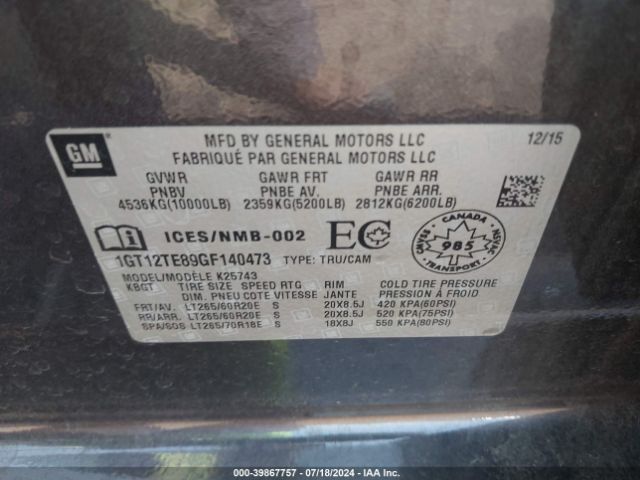 GM
MFD BY GENERAL MOTORS LLC 12/15
FABRIQUÉ PAR GENERAL MOTORS LLC
GVWR GAWR FRT GAWR RR
PNBV PNBE AV. PNBE ARR.
4536KG(10000LB) 2359KG(5200LB) 2812KG(6200LB)
ICES/NMB-002 EC
CANADA
SVMAC 985 NSVAC
TRANSPORT
1GT12TE89GF140473 TYPE: TRU/CAM
MODEL/MODÈLE K25743
KBGT TIRE SIZE SPEED RTG RIM COLD TIRE PRESSURE
DIM. PNEU COTE VITESSE JANTE PRESSION À FROID
FRT/AV. LT265/60R20E S 20X8.5J 420 KPA(60PSI)
RR/ARR. LT265/60R20E S 20X8.5J 520 KPA(75PSI)
SPA/SOS LT265/70R18E S 18X8J 550 KPA(80PSI)
000-39867757 / 07/18/2024 / IAA Inc.